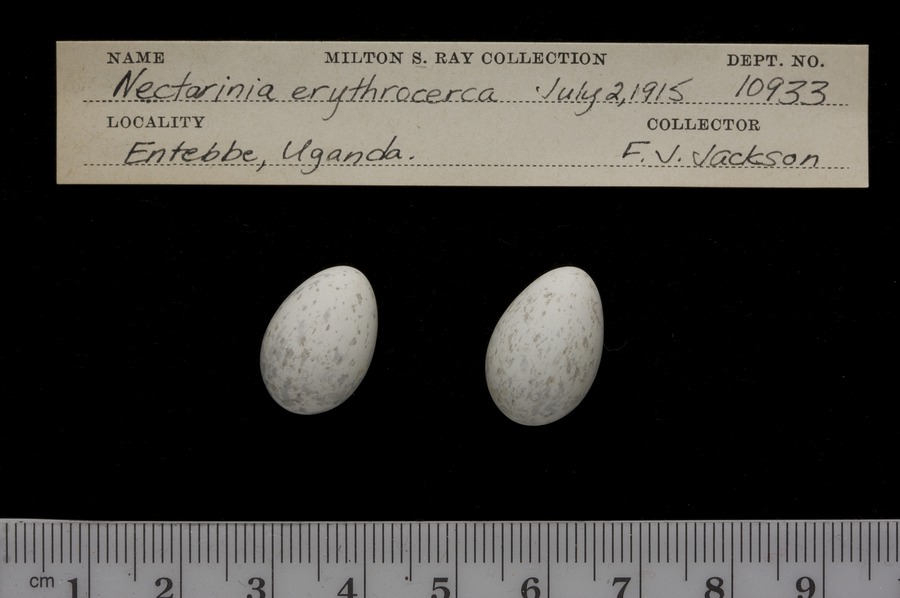 NAME MILTON S. RAY COLLECTION DEPT. NO.
Nectarinia erythrocerca July 2, 1915 10933
LOCALITY COLLECTOR
Entebbe, Uganda. F. J. Jackson
cm 1 2 3 4 5 6 7 8 9